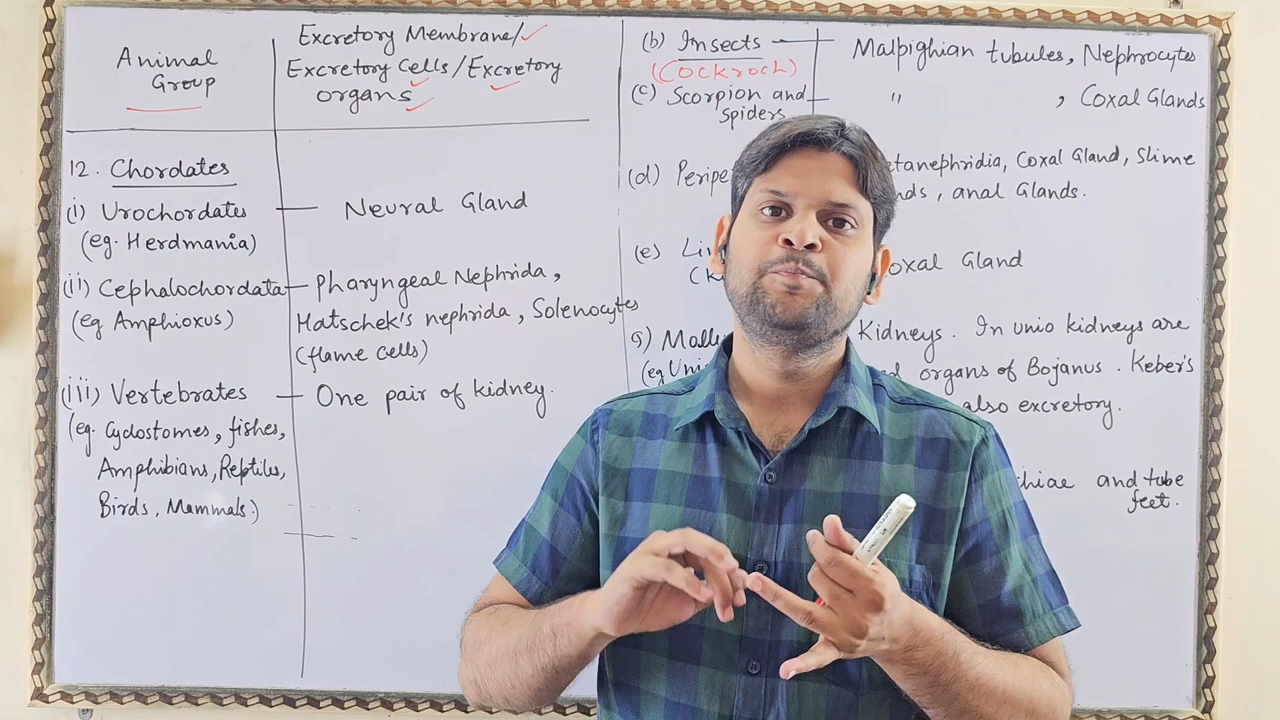 Animal
Group
Excretory Membrane/
Excretory Cells/Excretory
organs
12. Chordates
(i) Urochordates — Neural Gland
(eg. Herdmania)
(ii) Cephalochordata — Pharyngeal Nephrida,
(eg Amphioxus) Hatschek's nephrida, Solenocytes
(flame cells)
(iii) Vertebrates — One pair of kidney.
(eg. Cyclostomes, fishes,
Amphibians, Reptiles,
Birds, Mammals.)
(b) Insects — Malpighian tubules, Nephrocytes
(Cockroch)
(c) Scorpion and — " , Coxal Glands
spiders
(d) etanephridia, Coxal Gland, Slime
, anal Glands.
(e) oxal Gland
9) Kidneys. In unio kidneys are
organs of Bojanus. Keber's
also excretory.
and tube
feet.